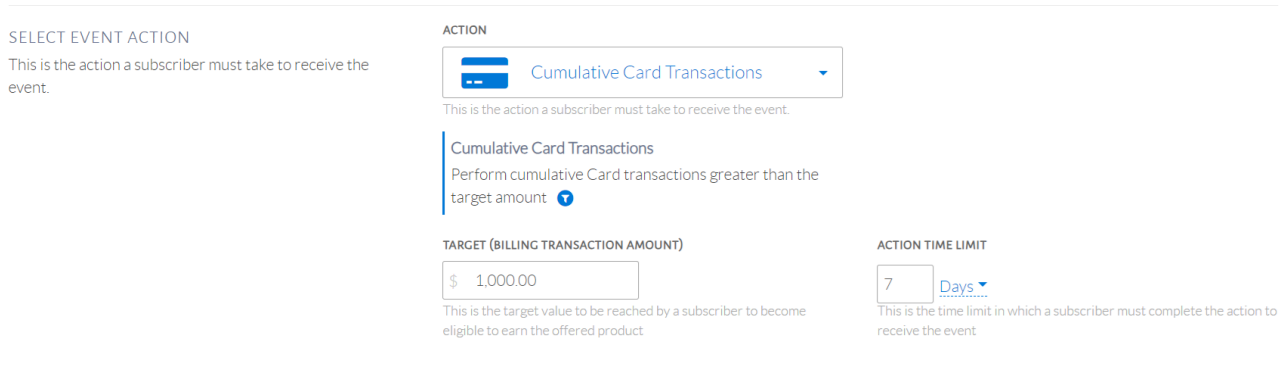 SELECT EVENT ACTION
This is the action a subscriber must take to receive the
event.
ACTION
Cumulative Card Transactions
This is the action a subscriber must take to receive the event.
Cumulative Card Transactions
Perform cumulative Card transactions greater than the
target amount
TARGET (BILLING TRANSACTION AMOUNT)
$ 1,000.00
This is the target value to be reached by a subscriber to become
eligible to earn the offered product
ACTION TIME LIMIT
7 Days
This is the time limit in which a subscriber must complete the action to
receive the event